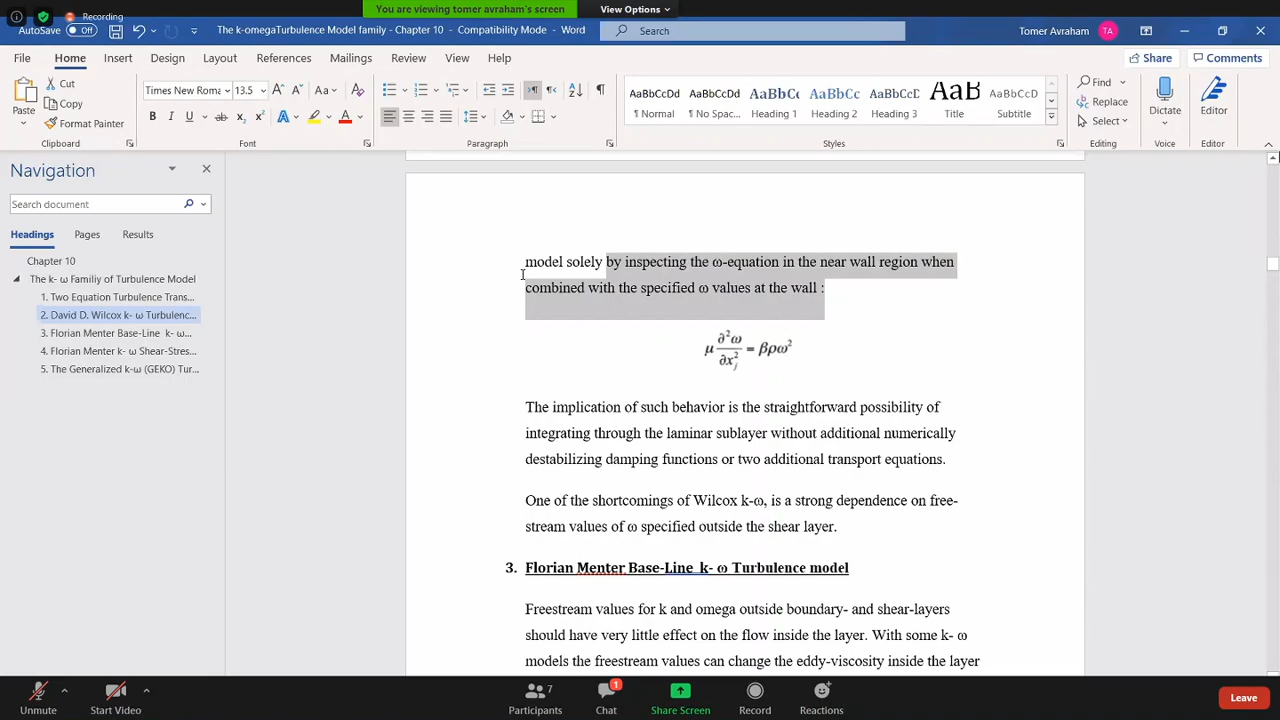 Recording
You are viewing tomer avraham's screen
View Options
AutoSave Off
The k-omegaTurbulence Model family - Chapter 10 - Compatibility Mode - Word
Search
Tomer Avraham TA
File Home Insert Draw Design Layout References Mailings Review View Help
Share Comments
Paste
Cut
Copy
Format Painter
Clipboard
Times New Roma 13.5
Font
Paragraph
AaBbCcDd AaBbCcDd AaBbCcC AaBbCcC AaBbCcD AaB AaBbCcDd
¶ Normal ¶ No Spac... Heading 1 Heading 2 Heading 3 Title Subtitle
Styles
Find
Replace
Select
Editing
Dictate
Voice
Editor
Editor
Navigation
Search document
Headings Pages Results
Chapter 10
The k- ω Familiy of Turbulence Model
1. Two Equation Turbulence Trans...
2. David D. Wilcox k- ω Turbulenc...
3. Florian Menter Base-Line k- ω...
4. Florian Menter k- ω Shear-Stres...
5. The Generalized k-ω (GEKO) Tur...
model solely by inspecting the ω-equation in the near wall region when
combined with the specified ω values at the wall :
μ ∂²ω/∂x_j² = βρω²
The implication of such behavior is the straightforward possibility of
integrating through the laminar sublayer without additional numerically
destabilizing damping functions or two additional transport equations.
One of the shortcomings of Wilcox k-ω, is a strong dependence on free-
stream values of ω specified outside the shear layer.
3. Florian Menter Base-Line k- ω Turbulence model
Freestream values for k and omega outside boundary- and shear-layers
should have very little effect on the flow inside the layer. With some k- ω
models the freestream values can change the eddy-viscosity inside the layer
Unmute
Start Video
7
Participants
1
Chat
Share Screen
Record
Reactions
Leave